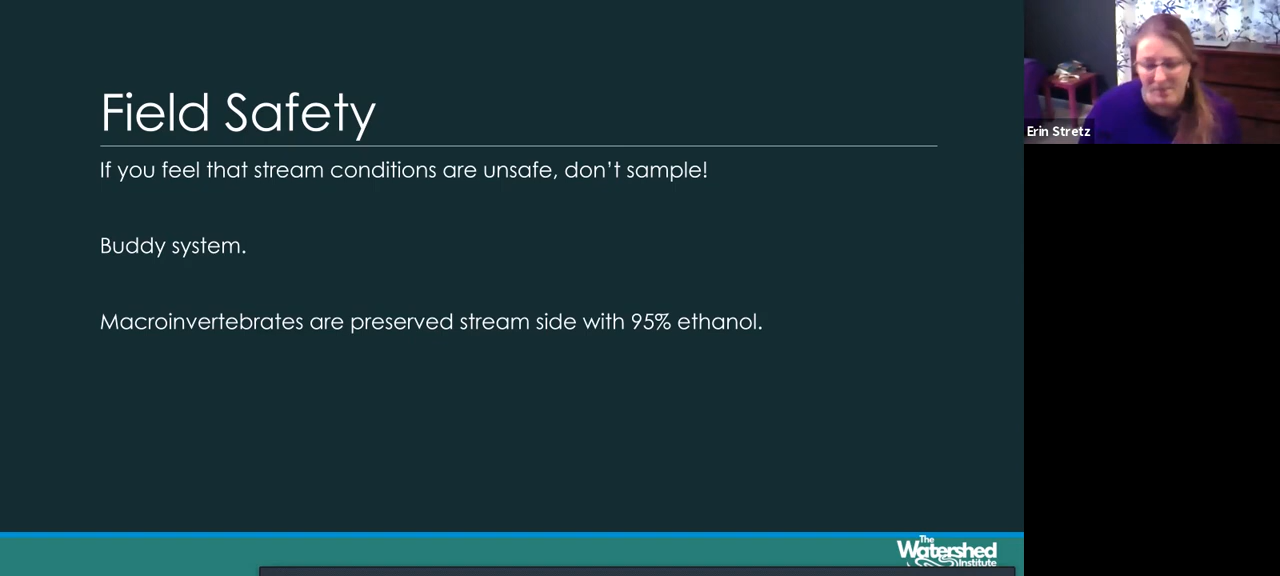 Field Safety
If you feel that stream conditions are unsafe, don’t sample!
Buddy system.
Macroinvertebrates are preserved stream side with 95% ethanol.
Erin Stretz
The
Watershed
Institute